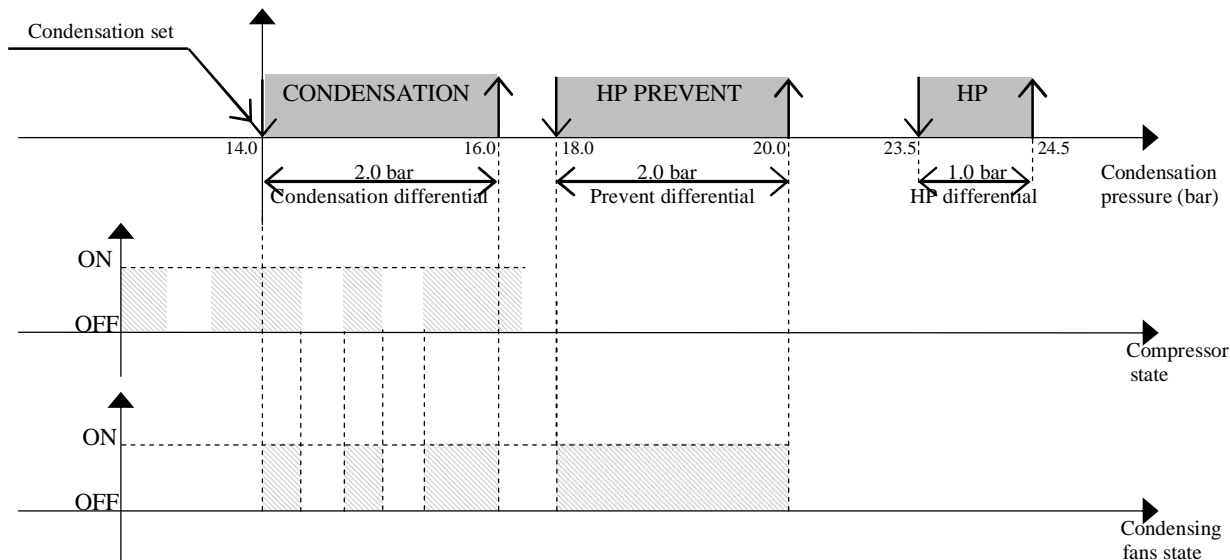 Condensation set
CONDENSATION
HP PREVENT
HP
14.0
16.0
18.0
20.0
23.5
24.5
2.0 bar
2.0 bar
1.0 bar
Condensation
Condensation differential
Prevent differential
HP differential
pressure (bar)
ON
OFF
Compressor
state
ON
OFF
Condensing
fans state